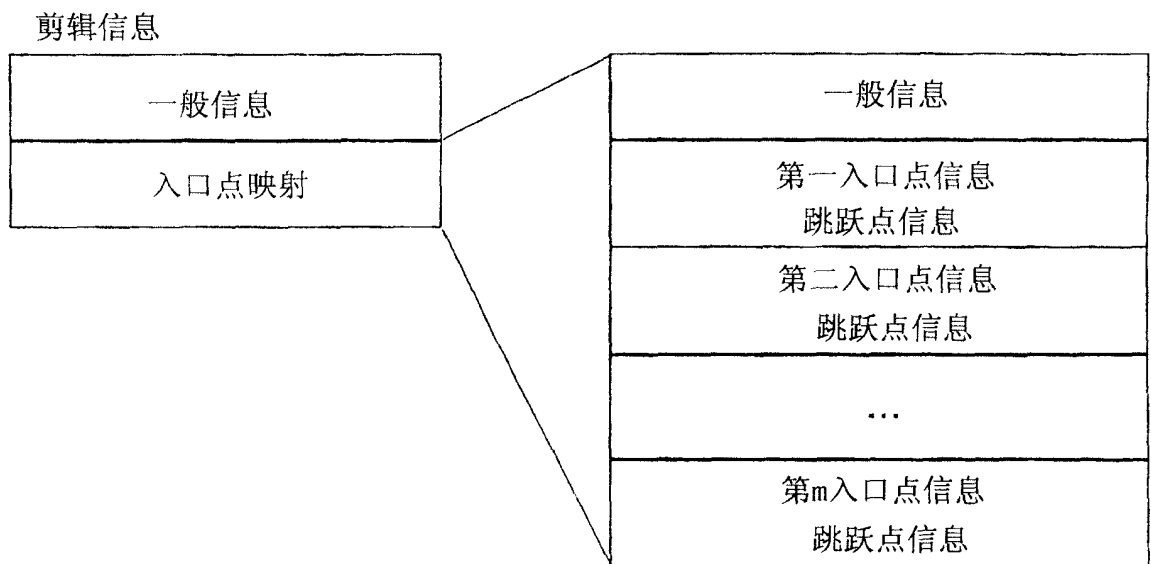 剪辑信息
一般信息
入口点映射
一般信息
第一入口点信息
跳跃点信息
第二入口点信息
跳跃点信息
...
第m入口点信息
跳跃点信息